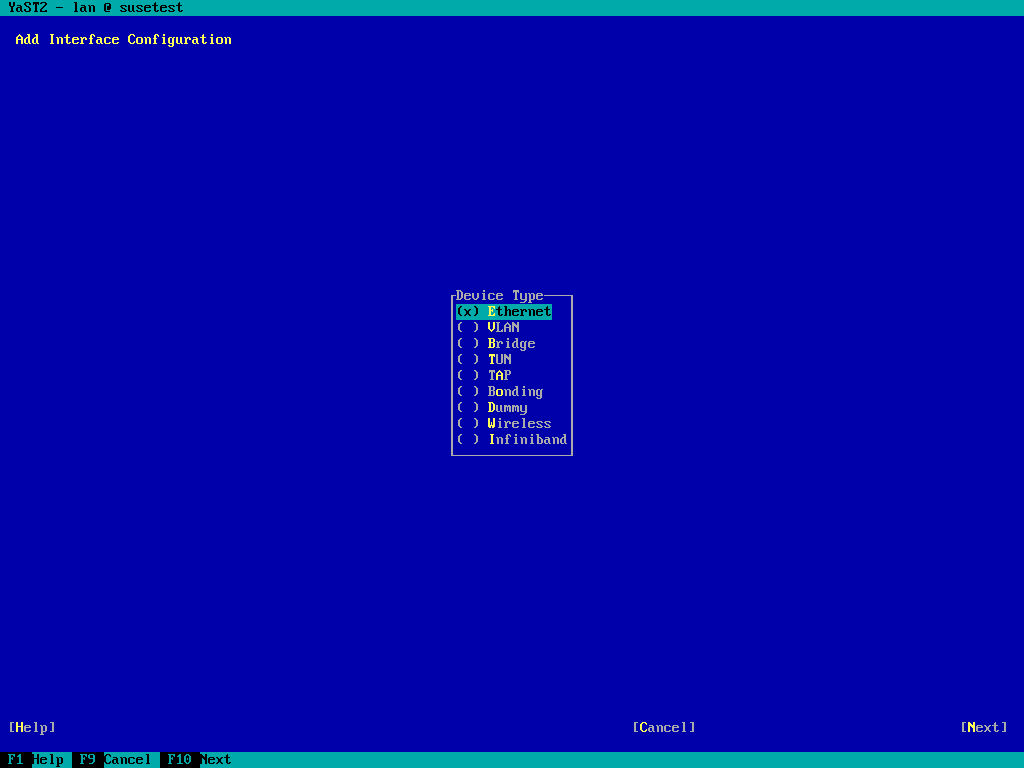 YaST2 - lan @ susetest
Add Interface Configuration
Device Type
(x) Ethernet
( ) VLAN
( ) Bridge
( ) TUN
( ) TAP
( ) Bonding
( ) Dummy
( ) Wireless
( ) Infiniband
[Help] [Cancel] [Next]
F1 Help F9 Cancel F10 Next